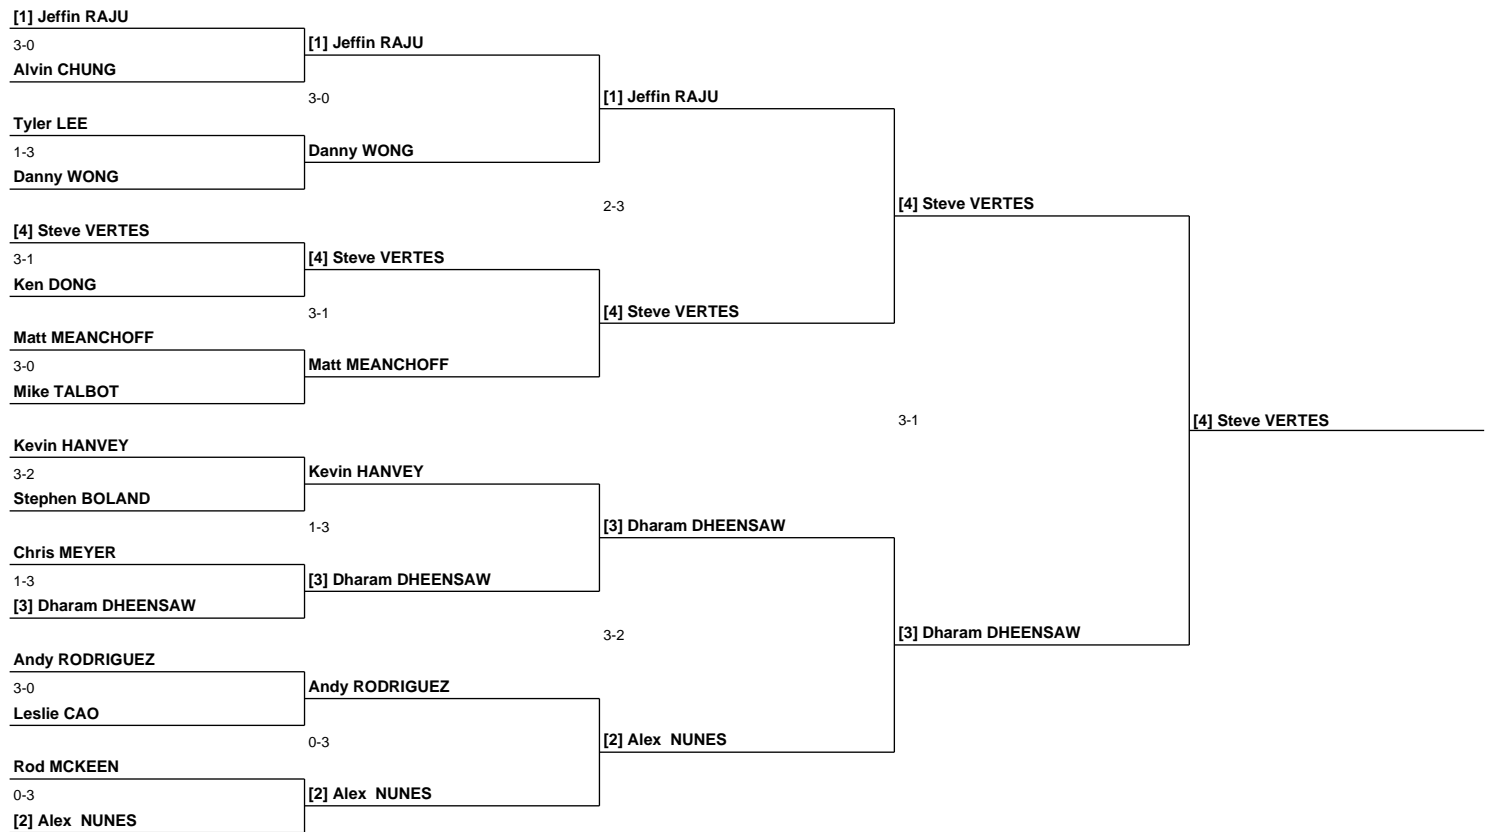 [1] Jeffin RAJU
3-0
Alvin CHUNG
Tyler LEE
1-3
Danny WONG
[4] Steve VERTES
3-1
Ken DONG
Matt MEANCHOFF
3-0
Mike TALBOT
Kevin HANVEY
3-2
Stephen BOLAND
Chris MEYER
1-3
[3] Dharam DHEENSAW
Andy RODRIGUEZ
3-0
Leslie CAO
Rod MCKEEN
0-3
[2] Alex  NUNES
[1] Jeffin RAJU
3-0
Danny WONG
[4] Steve VERTES
3-1
Matt MEANCHOFF
Kevin HANVEY
1-3
[3] Dharam DHEENSAW
Andy RODRIGUEZ
0-3
[2] Alex  NUNES
[1] Jeffin RAJU
2-3
[4] Steve VERTES
[3] Dharam DHEENSAW
3-2
[2] Alex  NUNES
[4] Steve VERTES
3-1
[3] Dharam DHEENSAW
[4] Steve VERTES